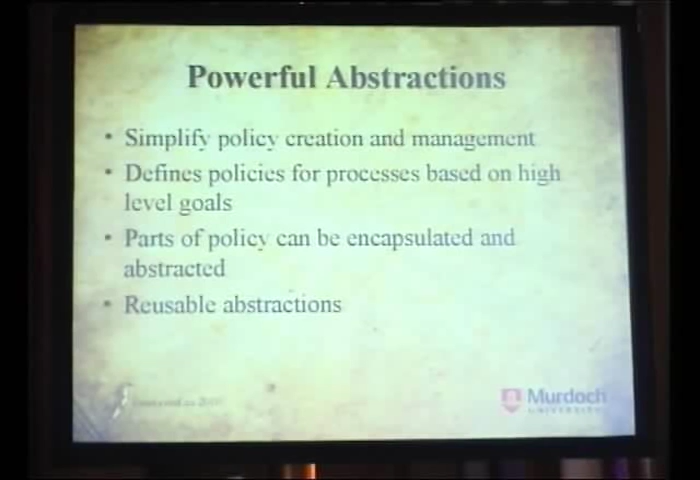 Powerful Abstractions
• Simplify policy creation and management
• Defines policies for processes based on high
level goals
• Parts of policy can be encapsulated and
abstracted
• Reusable abstractions
Murdoch
UNIVERSITY